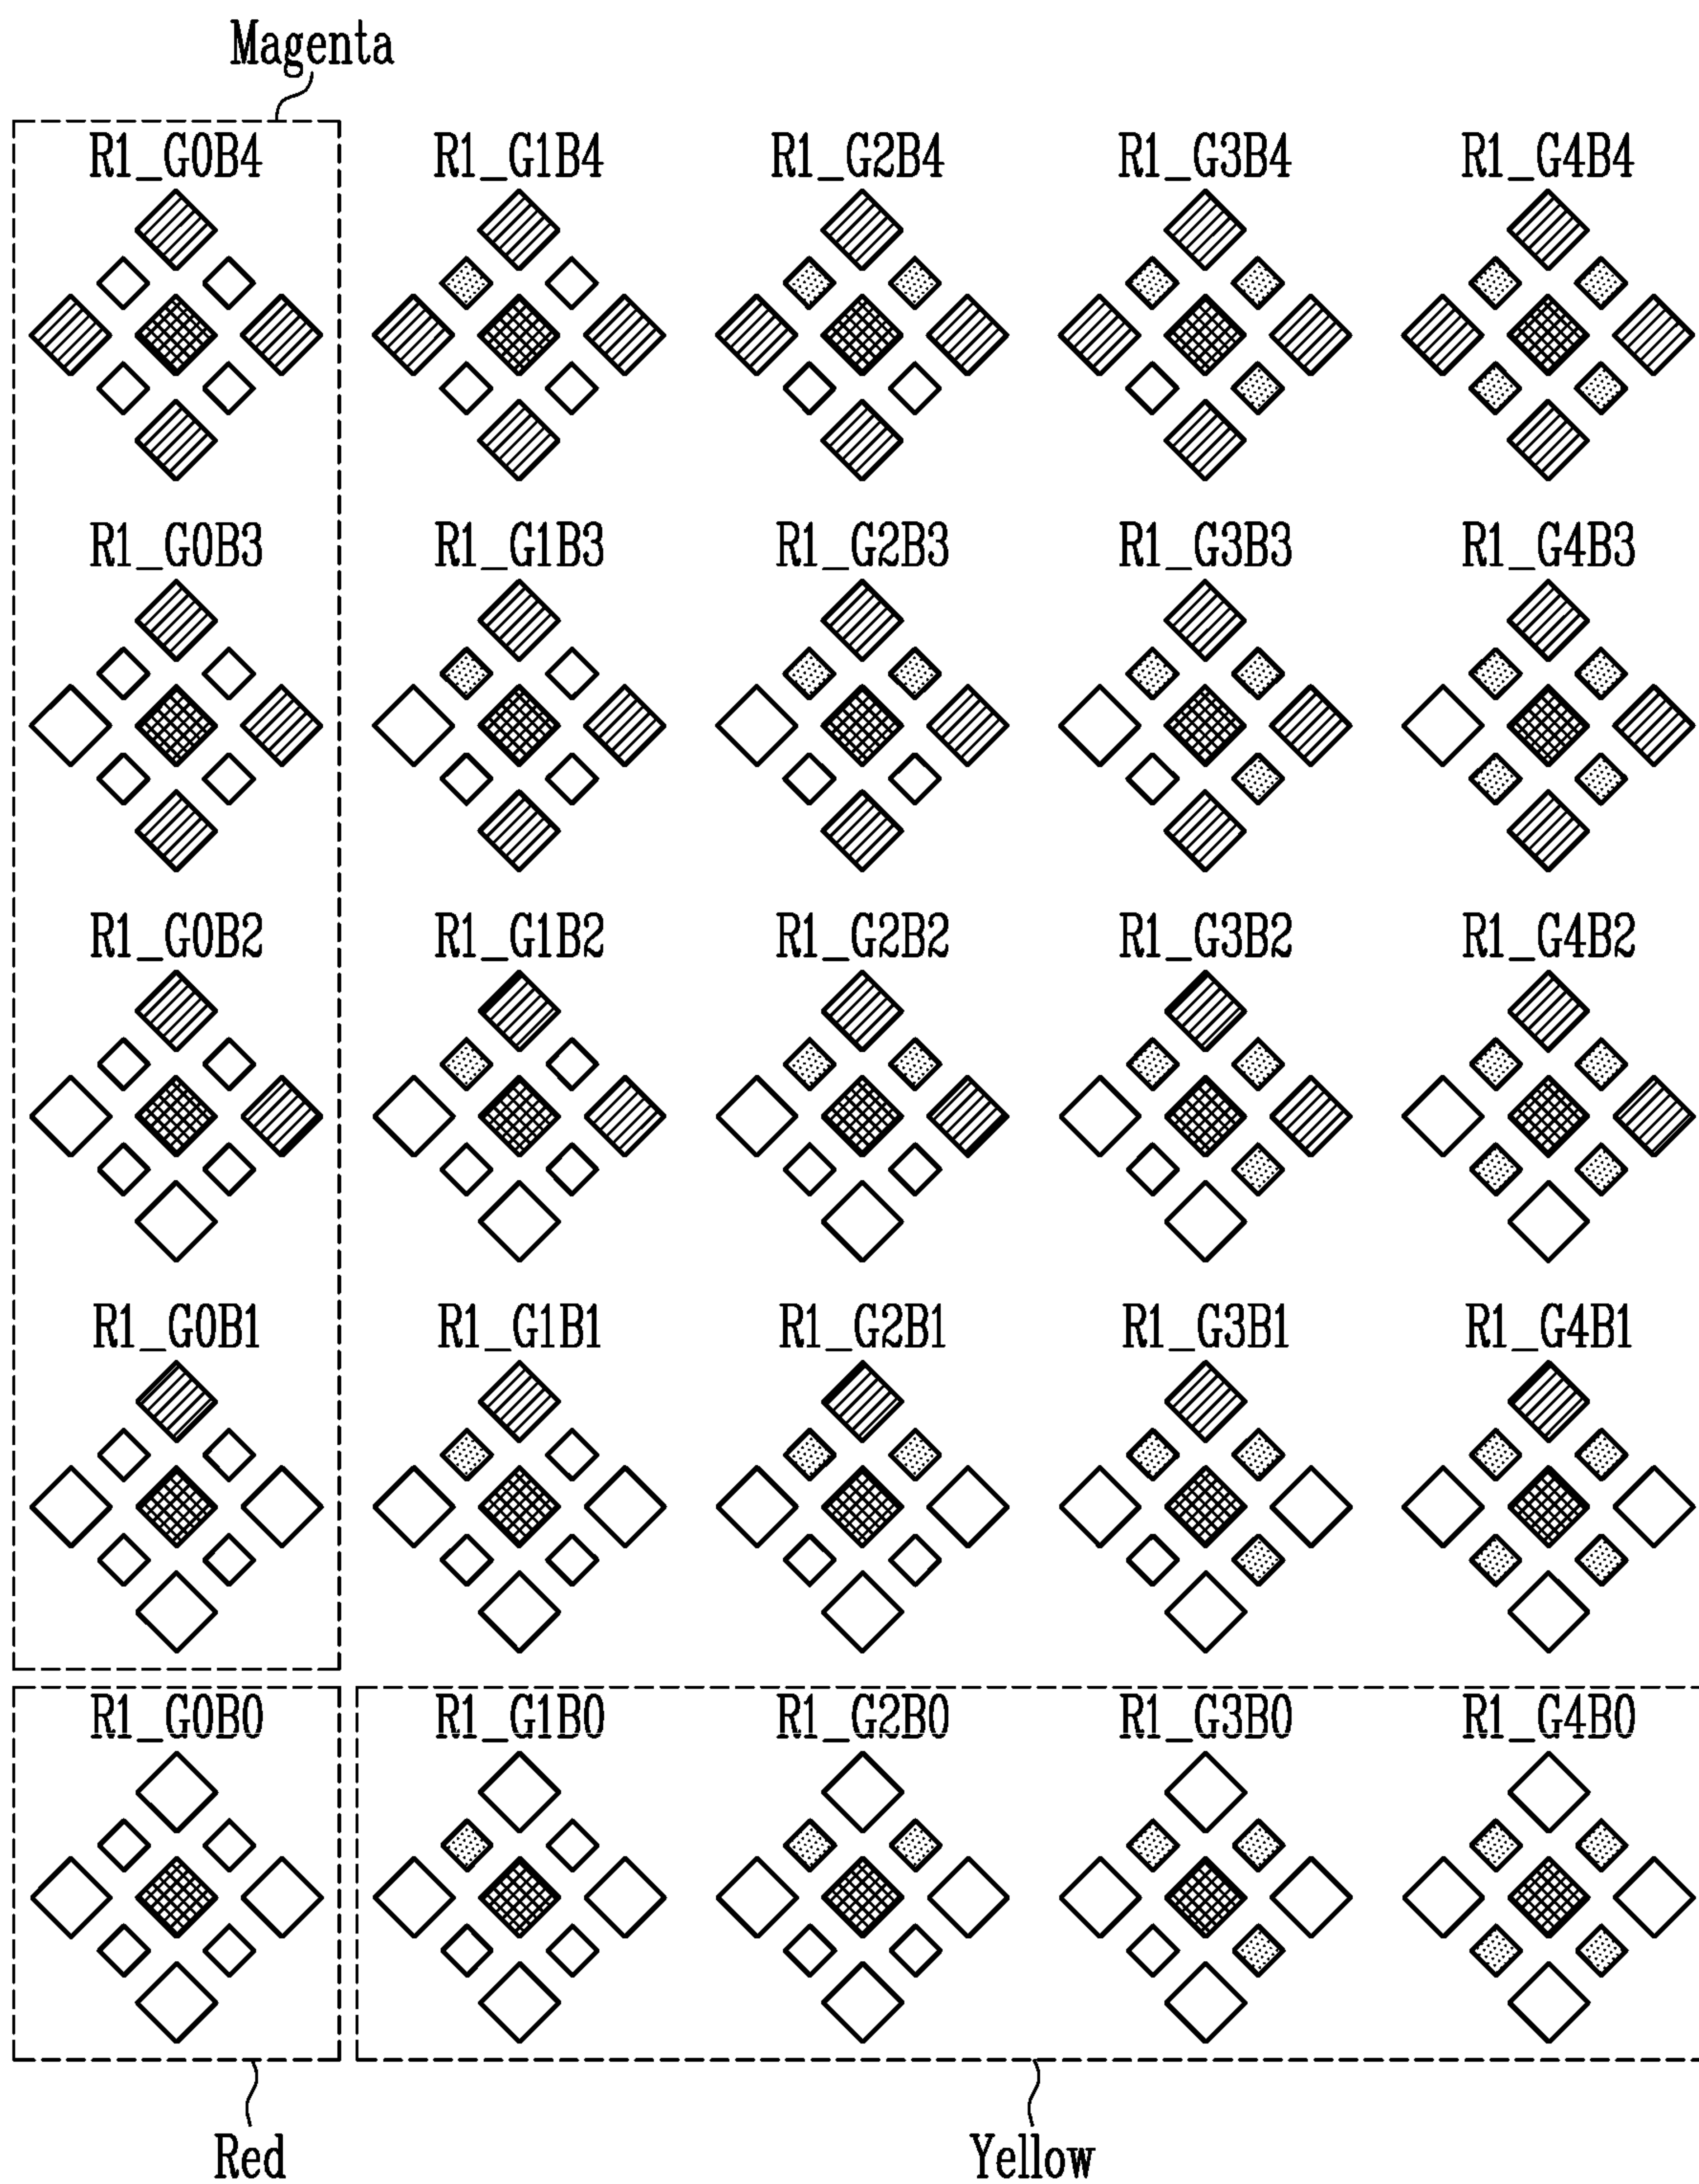 Magenta
R1_G0B4 R1_G1B4 R1_G2B4 R1_G3B4 R1_G4B4
R1_G0B3 R1_G1B3 R1_G2B3 R1_G3B3 R1_G4B3
R1_G0B2 R1_G1B2 R1_G2B2 R1_G3B2 R1_G4B2
R1_G0B1 R1_G1B1 R1_G2B1 R1_G3B1 R1_G4B1
R1_G0B0 R1_G1B0 R1_G2B0 R1_G3B0 R1_G4B0
Red Yellow